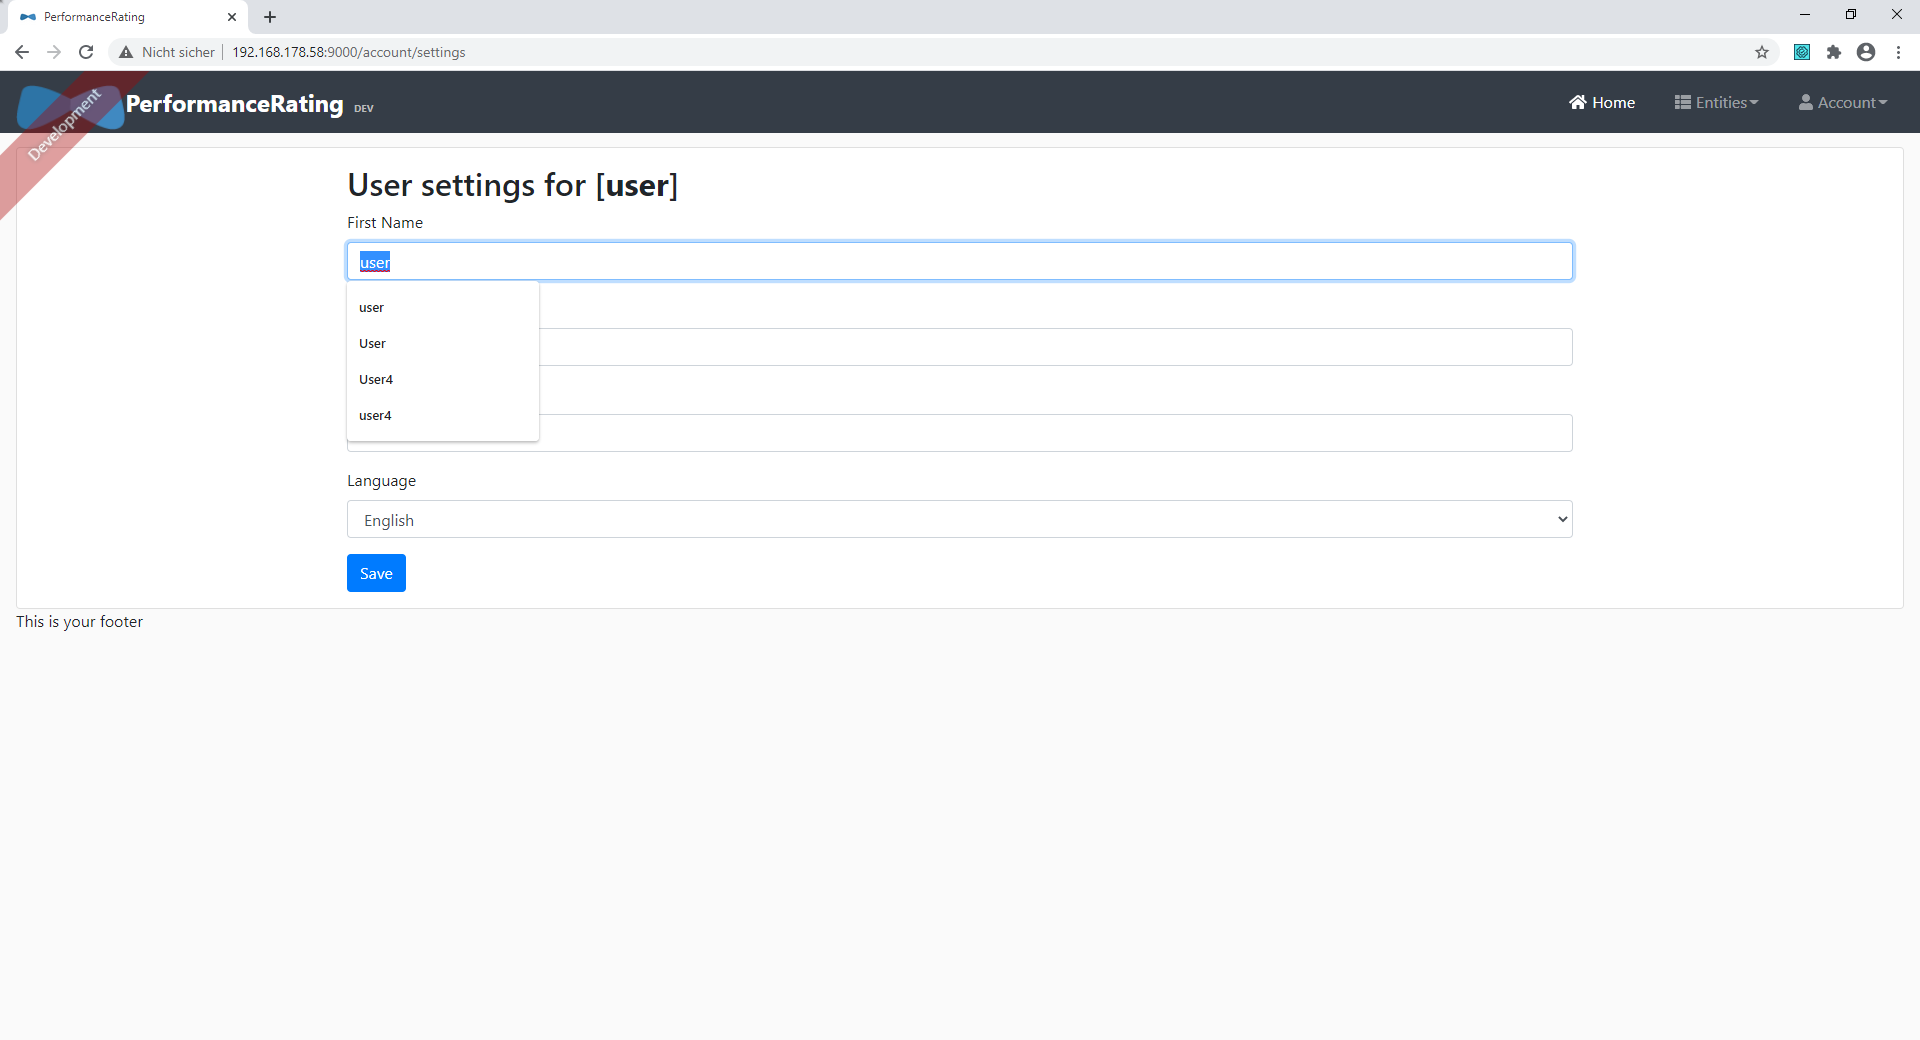 PerformanceRating
Nicht sicher 192.168.178.58:9000/account/settings
Development
PerformanceRating DEV
Home Entities Account
User settings for [user]
First Name
user
user
User
User4
user4
Language
English
Save
This is your footer